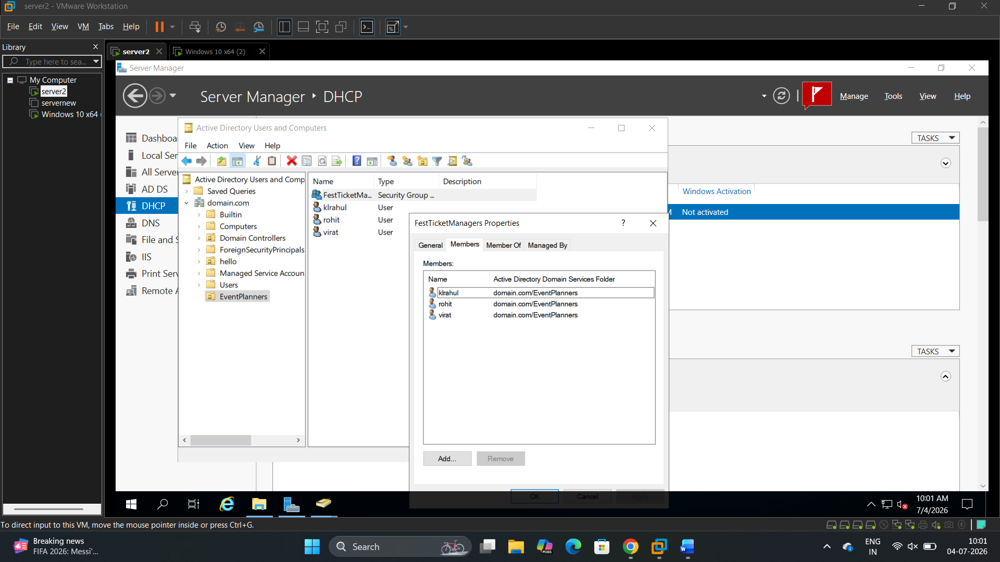 server2 - VMware Workstation
File Edit View VM Tabs Help
Library
Type here to sea...
My Computer
server2
servernew
Windows 10 x64
server2
Windows 10 x64 (2)
Server Manager
Server Manager DHCP
Manage Tools View Help
Dashboa
Local Ser
All Server
AD DS
DHCP
DNS
File and S
IIS
Print Serv
Remote A
TASKS
Windows Activation
Not activated
TASKS
Active Directory Users and Computers
File Action View Help
Active Directory Users and Comp
Saved Queries
domain.com
Builtin
Computers
Domain Controllers
ForeignSecurityPrincipals
hello
Managed Service Accoun
Users
EventPlanners
Name Type Description
FestTicketMa... Security Group ...
klrahul User
rohit User
virat User
FestTicketManagers Properties
General Members Member Of Managed By
Members:
Name Active Directory Domain Services Folder
klrahul domain.com/EventPlanners
rohit domain.com/EventPlanners
virat domain.com/EventPlanners
Add... Remove
OK Cancel Apply
10:01 AM
7/4/2026
To direct input to this VM, move the mouse pointer inside or press Ctrl+G.
Breaking news
FIFA 2026: Messi'...
Search
M365
ENG
IN
10:01
04-07-2026